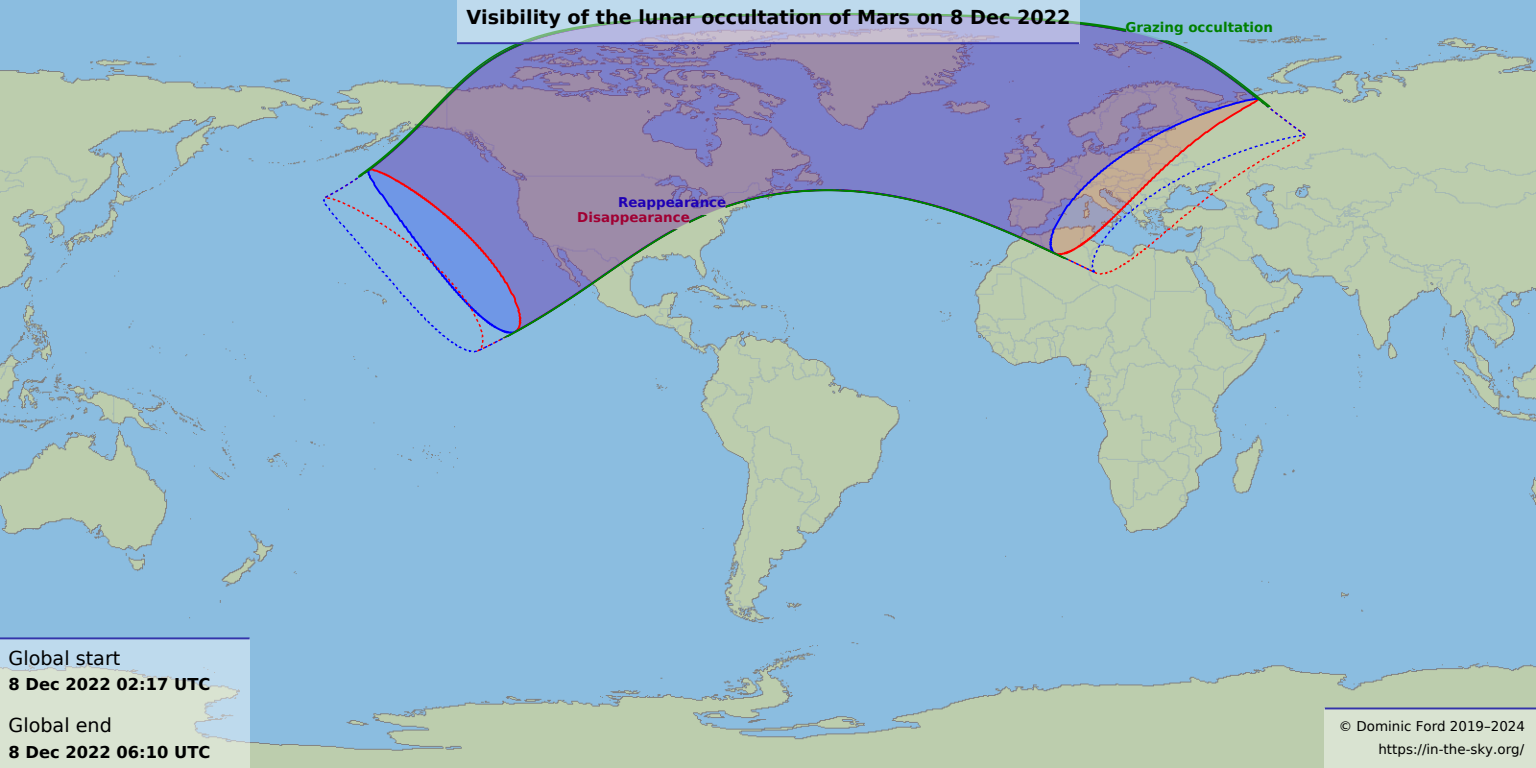 Visibility of the lunar occultation of Mars on 8 Dec 2022
Grazing occultation
Reappearance
Disappearance
Global start
8 Dec 2022 02:17 UTC
Global end
8 Dec 2022 06:10 UTC
© Dominic Ford 2019–2024
https://in-the-sky.org/